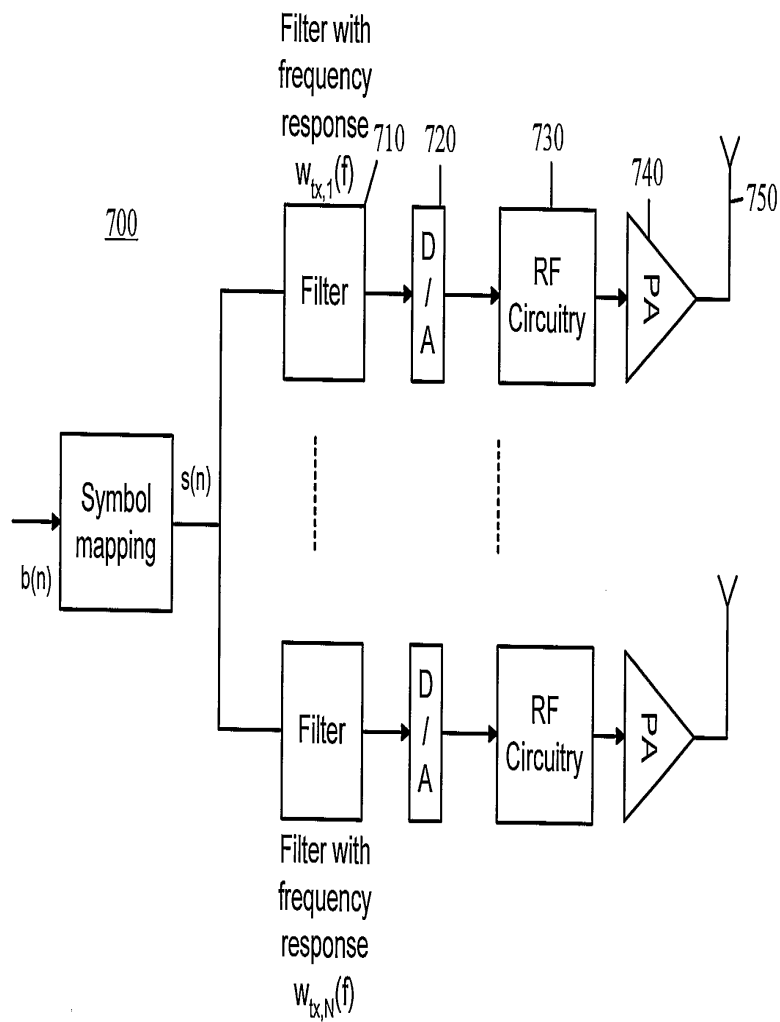 Filter with
frequency
response
w_tx,1(f)
710
720
730
740
750
700
Filter
D
/
A
RF
Circuitry
PA
Symbol
mapping
s(n)
b(n)
Filter
D
/
A
RF
Circuitry
PA
Filter with
frequency
response
w_tx,N(f)